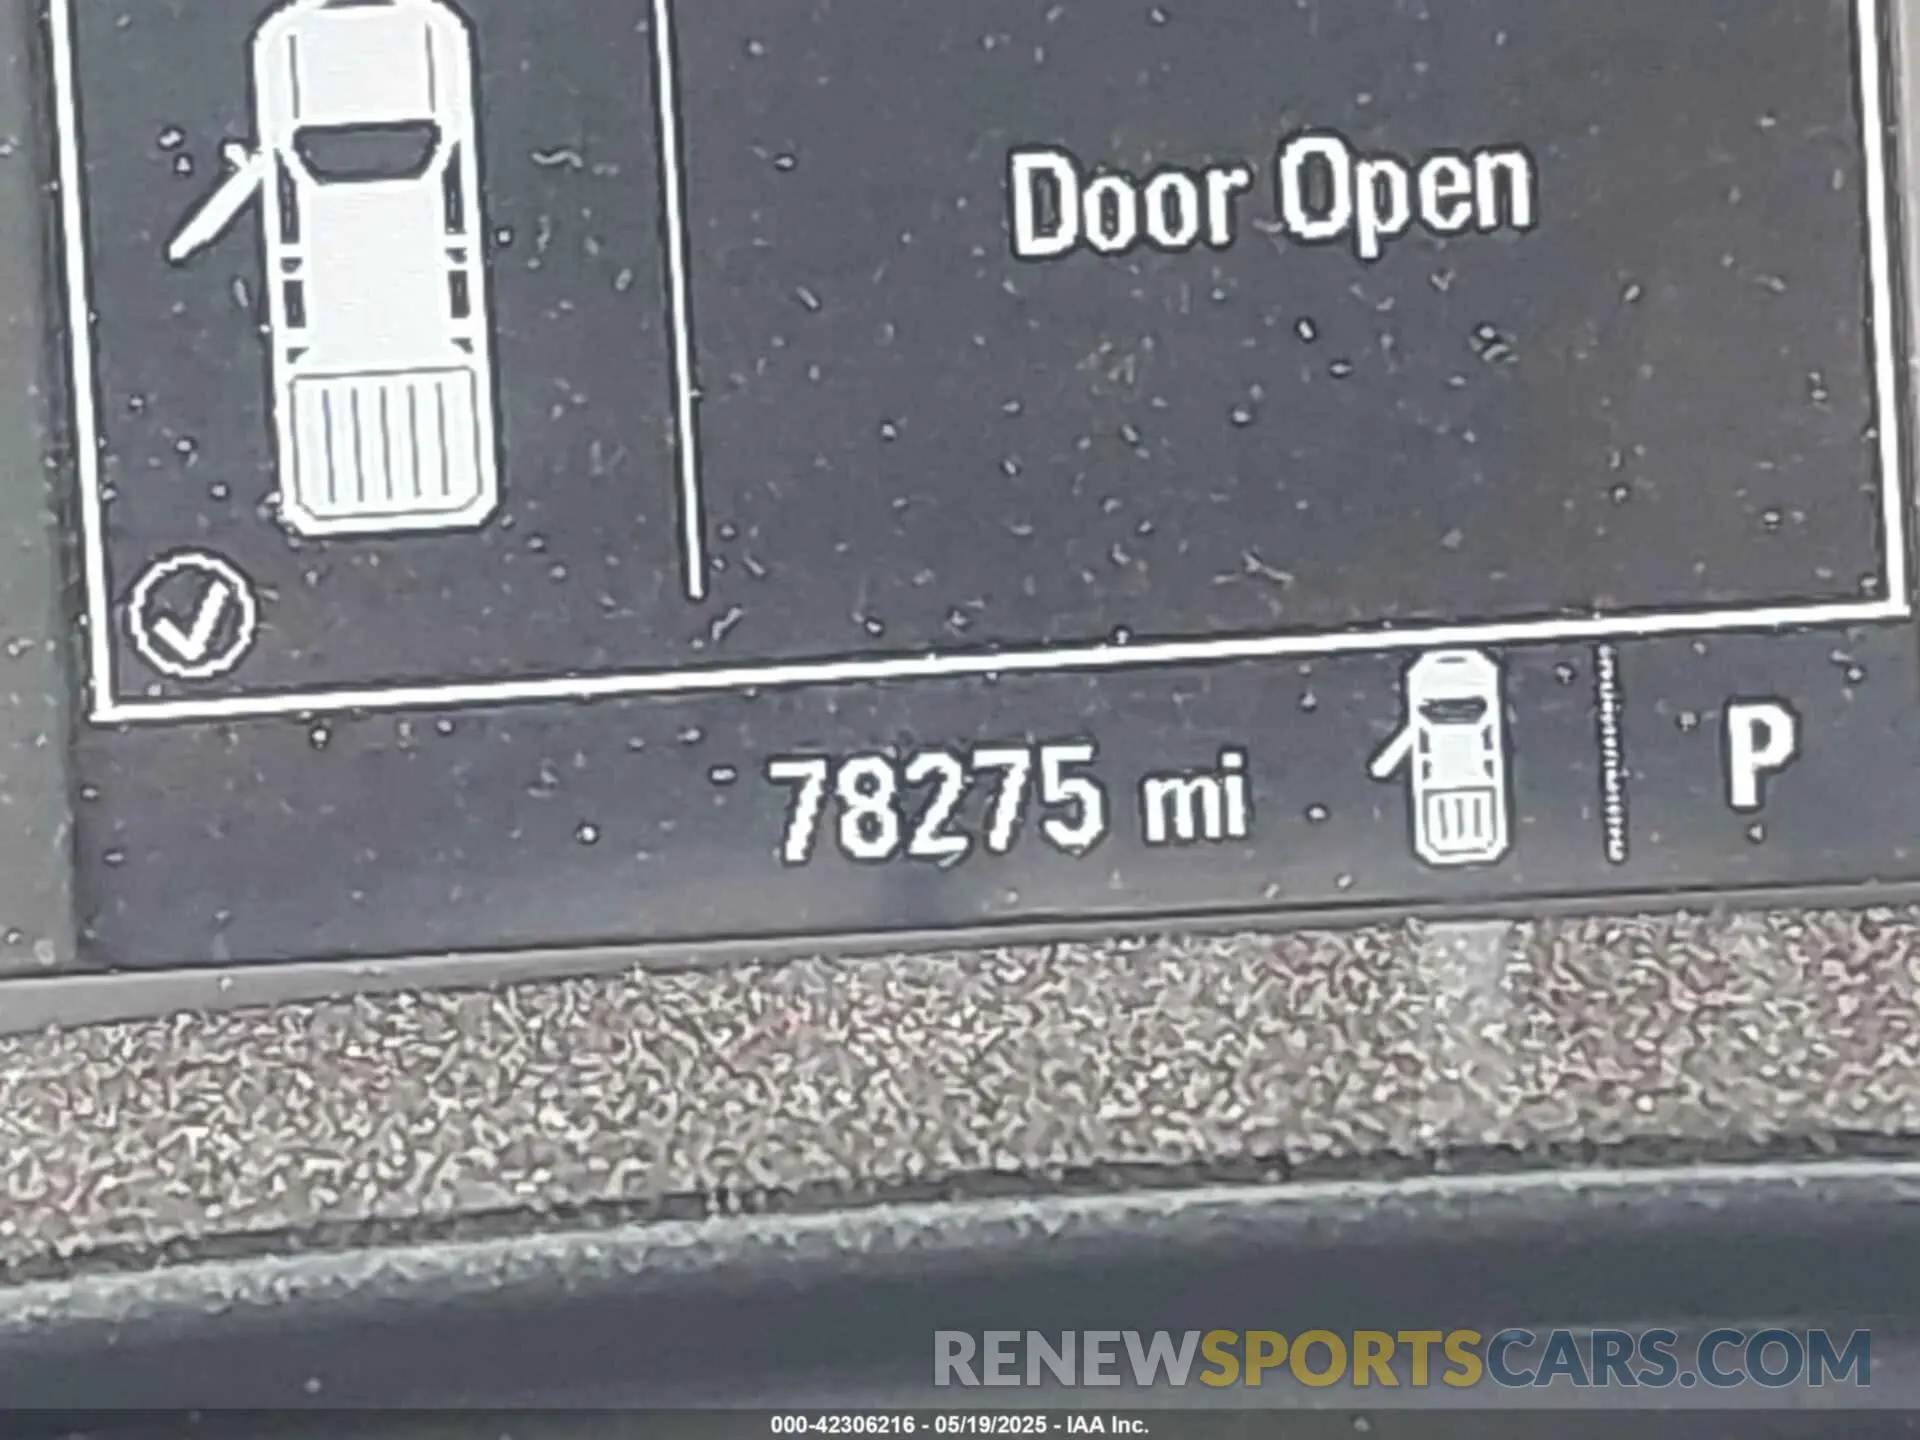 Door Open
78275 mi
P
RENEWSPORTSCARS.COM
000-42306216 - 05/19/2025 - IAA Inc.